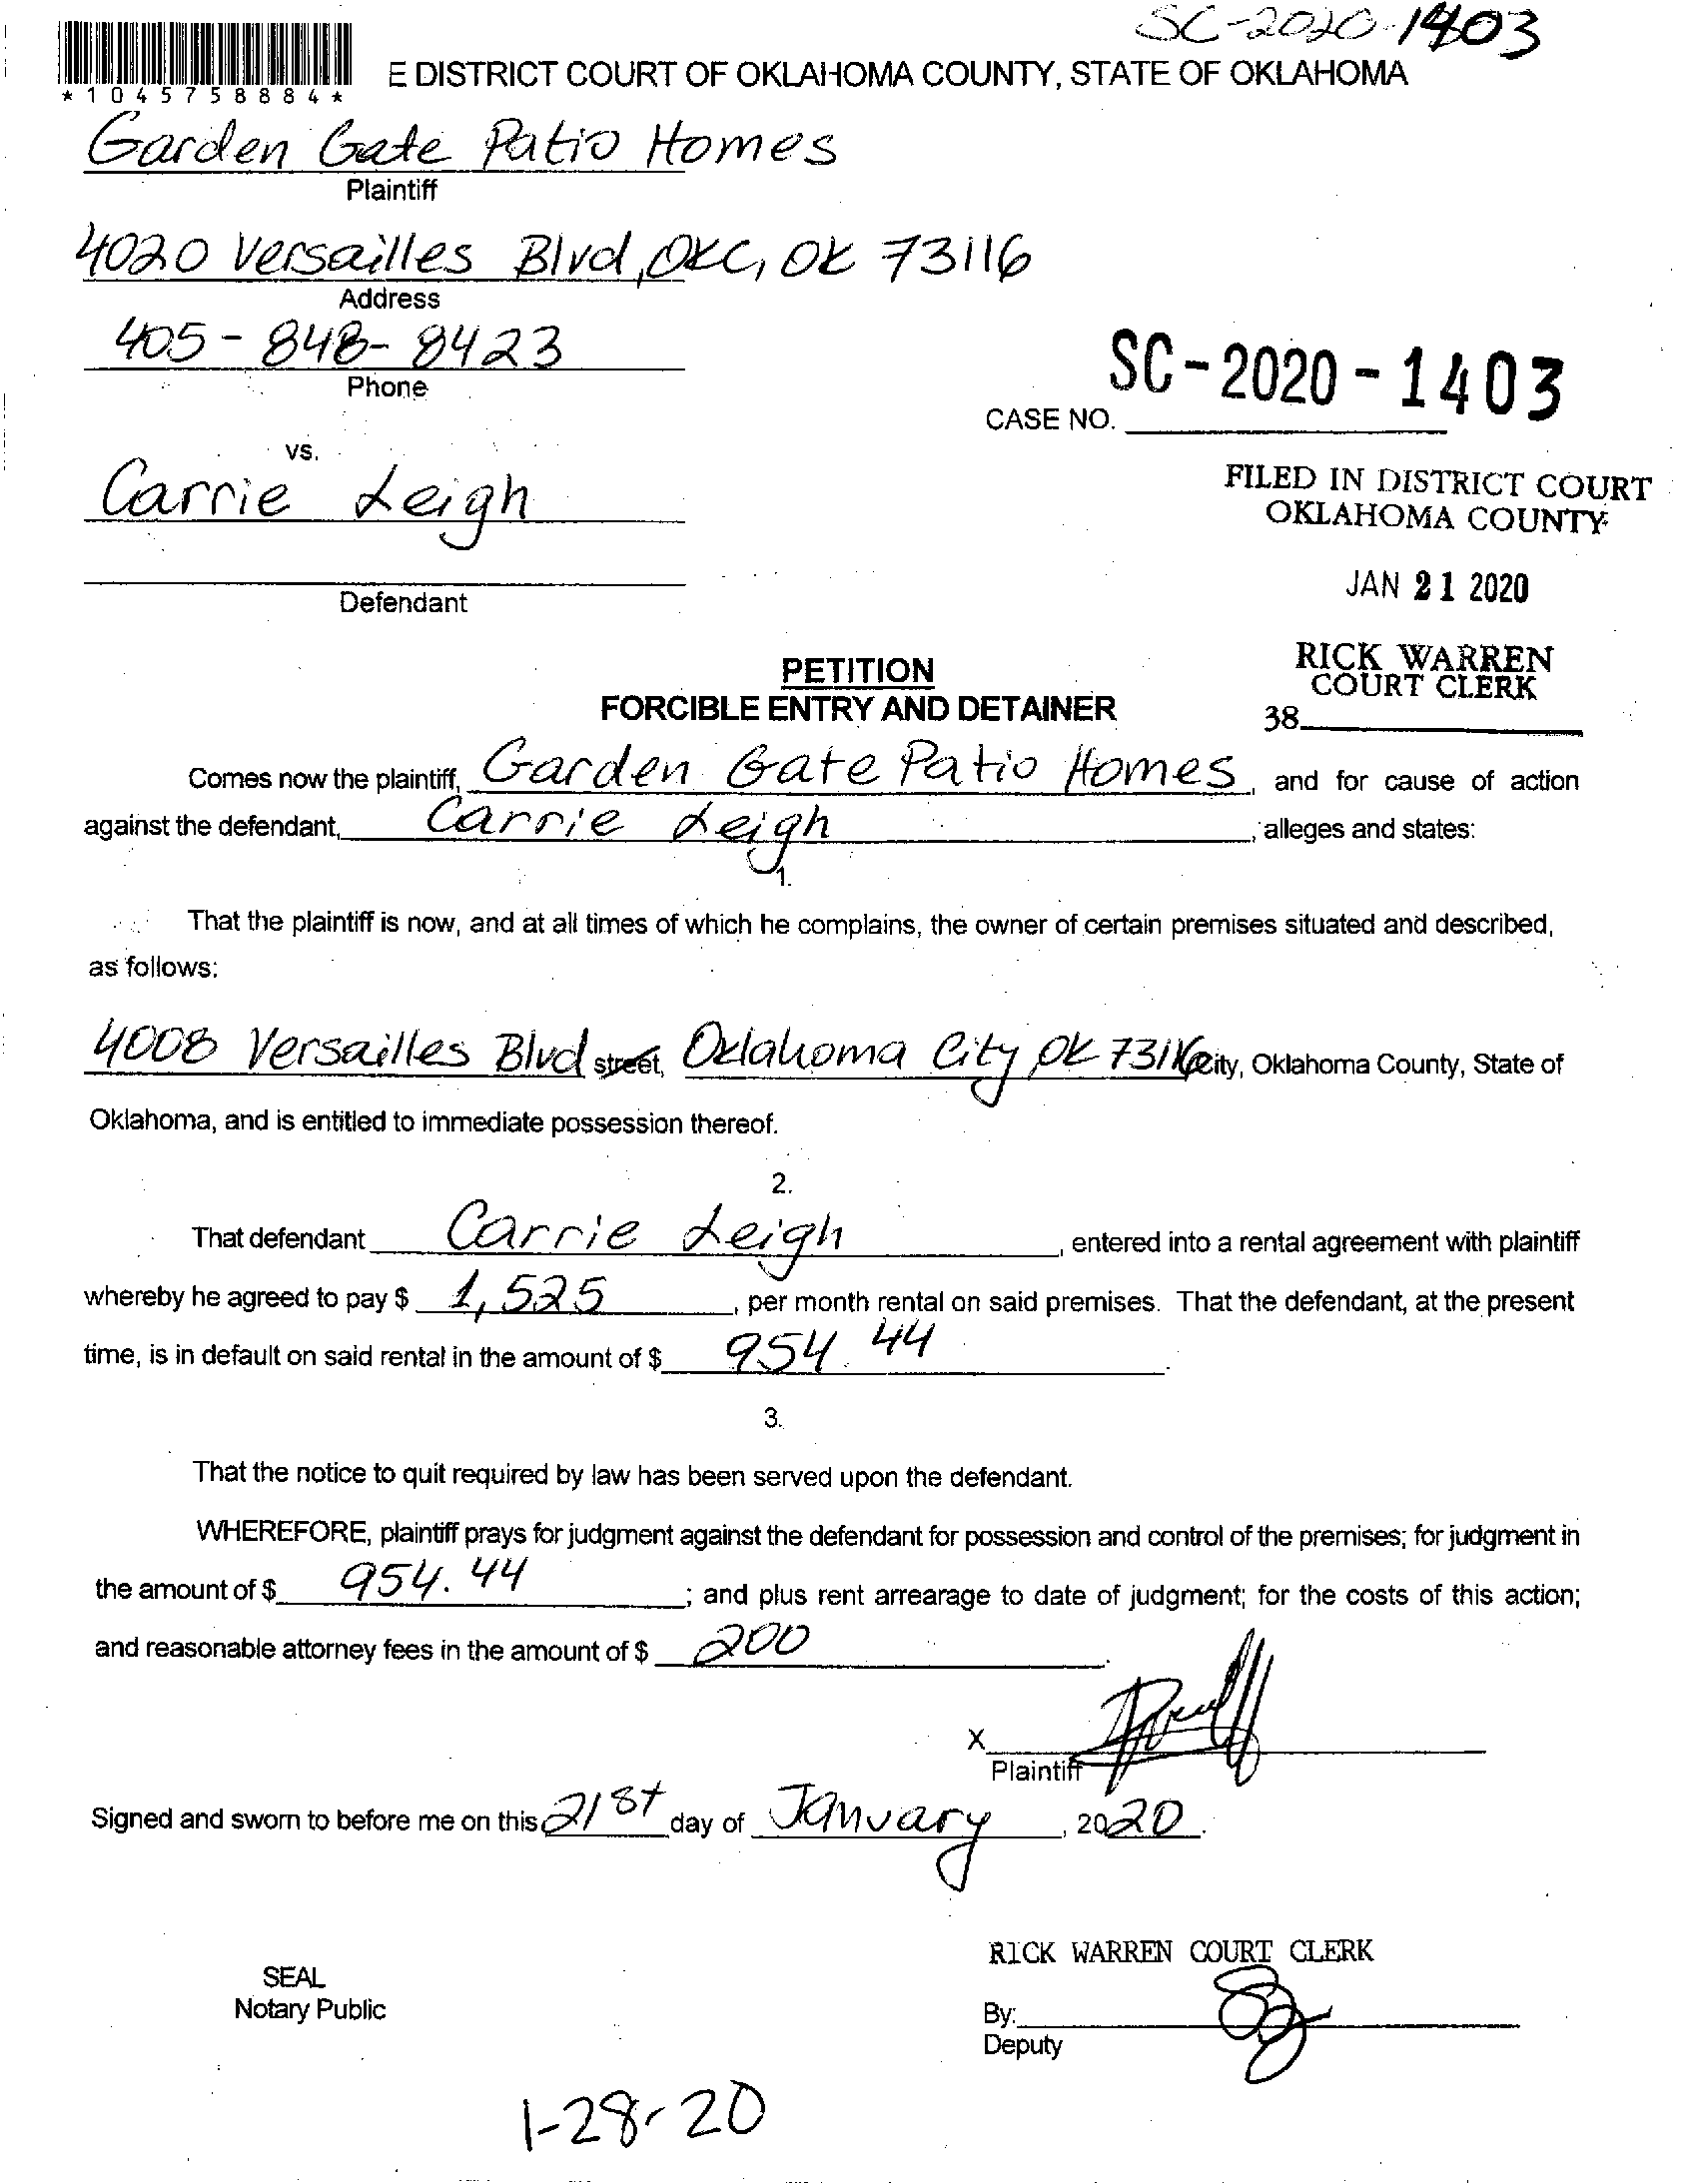 SC-2020-1403
E DISTRICT COURT OF OKLAHOMA COUNTY, STATE OF OKLAHOMA
*1045758884*
Garden Gate Patio Homes
Plaintiff
4020 Versailles Blvd, OKC, OK 73116
Address
405-848-8423
Phone
SC-2020-1403
CASE NO.
vs.
Carrie Leigh
FILED IN DISTRICT COURT
OKLAHOMA COUNTY
JAN 21 2020
Defendant
RICK WARREN
COURT CLERK
38
PETITION
FORCIBLE ENTRY AND DETAINER
Comes now the plaintiff, Garden Gate Patio Homes, and for cause of action
against the defendant, Carrie Leigh, alleges and states:
1.
That the plaintiff is now, and at all times of which he complains, the owner of certain premises situated and described,
as follows:
4008 Versailles Blvd street, Oklahoma City OK 73116 city, Oklahoma County, State of
Oklahoma, and is entitled to immediate possession thereof.
2.
That defendant Carrie Leigh, entered into a rental agreement with plaintiff
whereby he agreed to pay $ 1,525, per month rental on said premises. That the defendant, at the present
time, is in default on said rental in the amount of $ 954.44.
3.
That the notice to quit required by law has been served upon the defendant.
WHEREFORE, plaintiff prays for judgment against the defendant for possession and control of the premises; for judgment in
the amount of $ 954.44; and plus rent arrearage to date of judgment; for the costs of this action;
and reasonable attorney fees in the amount of $ 200.
X
Plaintiff
Signed and sworn to before me on this 21st day of January, 2020.
RICK WARREN COURT CLERK
SEAL
Notary Public
By:
Deputy
1-28-20